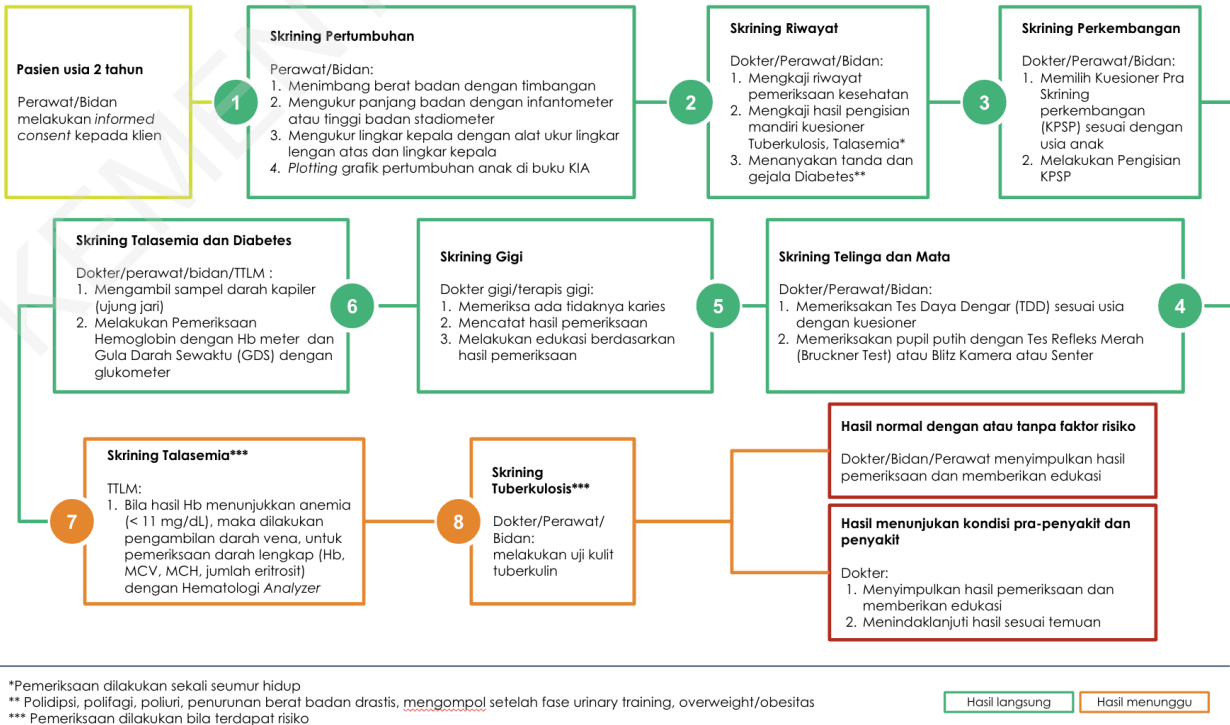 KEMENT
Pasien usia 2 tahun
Perawat/Bidan
melakukan informed
consent kepada klien
1
Skrining Pertumbuhan
Perawat/Bidan:
1. Menimbang berat badan dengan timbangan
2. Mengukur panjang badan dengan infantometer
atau tinggi badan stadiometer
3. Mengukur lingkar kepala dengan alat ukur lingkar
lengan atas dan lingkar kepala
4. Plotting grafik pertumbuhan anak di buku KIA
2
Skrining Riwayat
Dokter/Perawat/Bidan:
1. Mengkaji riwayat
pemeriksaan kesehatan
2. Mengkaji hasil pengisian
mandiri kuesioner
Tuberkulosis, Talasemia*
3. Menanyakan tanda dan
gejala Diabetes**
3
Skrining Perkembangan
Dokter/Perawat/Bidan:
1. Memilih Kuesioner Pra
Skrining
perkembangan
(KPSP) sesuai dengan
usia anak
2. Melakukan Pengisian
KPSP
4
Skrining Telinga dan Mata
Dokter/Perawat/Bidan:
1. Memeriksakan Tes Daya Dengar (TDD) sesuai usia
dengan kuesioner
2. Memeriksakan pupil putih dengan Tes Refleks Merah
(Bruckner Test) atau Blitz Kamera atau Senter
5
Skrining Gigi
Dokter gigi/terapis gigi:
1. Memeriksa ada tidaknya karies
2. Mencatat hasil pemeriksaan
3. Melakukan edukasi berdasarkan
hasil pemeriksaan
6
Skrining Talasemia dan Diabetes
Dokter/perawat/bidan/TTLM :
1. Mengambil sampel darah kapiler
(ujung jari)
2. Melakukan Pemeriksaan
Hemoglobin dengan Hb meter dan
Gula Darah Sewaktu (GDS) dengan
glukometer
7
Skrining Talasemia***
TTLM:
1. Bila hasil Hb menunjukkan anemia
(< 11 mg/dL), maka dilakukan
pengambilan darah vena, untuk
pemeriksaan darah lengkap (Hb,
MCV, MCH, jumlah eritrosit)
dengan Hematologi Analyzer
8
Skrining
Tuberkulosis***
Dokter/Perawat/
Bidan:
melakukan uji kulit
tuberkulin
Hasil normal dengan atau tanpa faktor risiko
Dokter/Bidan/Perawat menyimpulkan hasil
pemeriksaan dan memberikan edukasi
Hasil menunjukan kondisi pra-penyakit dan
penyakit
Dokter:
1. Menyimpulkan hasil pemeriksaan dan
memberikan edukasi
2. Menindaklanjuti hasil sesuai temuan
*Pemeriksaan dilakukan sekali seumur hidup
** Polidipsi, polifagi, poliuri, penurunan berat badan drastis, mengompol setelah fase urinary training, overweight/obesitas
*** Pemeriksaan dilakukan bila terdapat risiko
Hasil langsung
Hasil menunggu